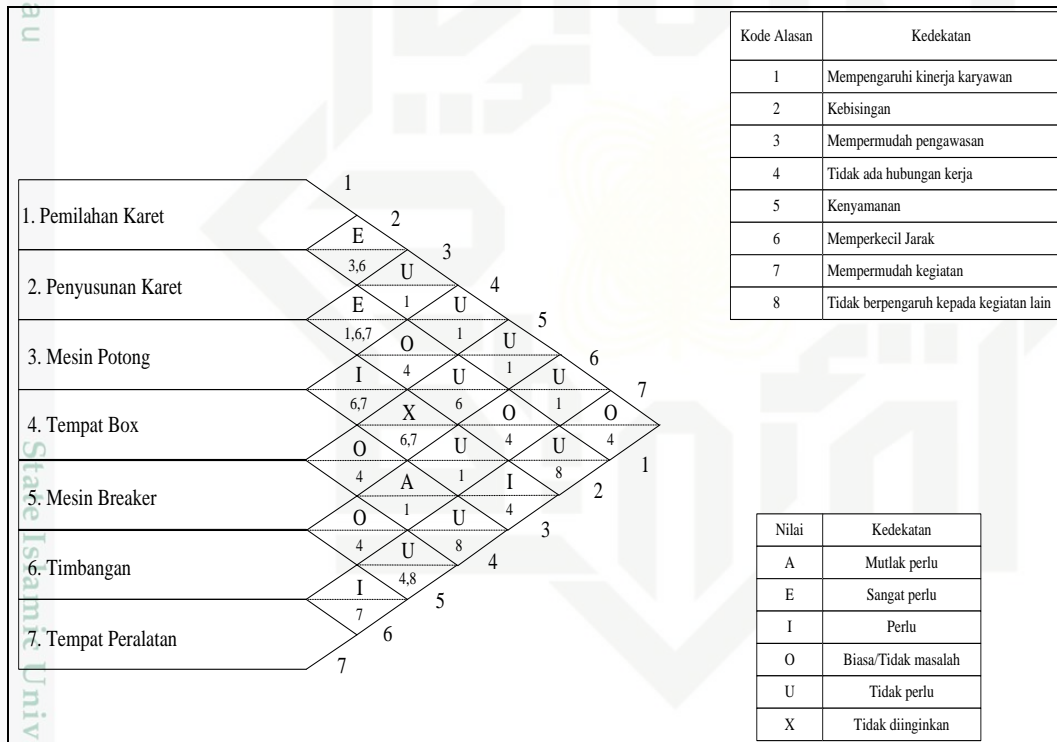 au
State Islamic Univ
Kode Alasan Kedekatan
1 Mempengaruhi kinerja karyawan
2 Kebisingan
3 Mempermudah pengawasan
4 Tidak ada hubungan kerja
5 Kenyamanan
6 Memperkecil Jarak
7 Mempermudah kegiatan
8 Tidak berpengaruh kepada kegiatan lain
1. Pemilahan Karet
2. Penyusunan Karet
3. Mesin Potong
4. Tempat Box
5. Mesin Breaker
6. Timbangan
7. Tempat Peralatan
1
2
3
4
5
6
7
E
3,6
E
1,6,7
I
6,7
O
4
O
4
I
7
U
1
O
4
X
6,7
A
1
U
4,8
U
1
U
6
U
1
U
8
U
1
O
4
I
4
U
1
U
8
O
4
1
2
3
4
5
6
7
Nilai Kedekatan
A Mutlak perlu
E Sangat perlu
I Perlu
O Biasa/Tidak masalah
U Tidak perlu
X Tidak diinginkan